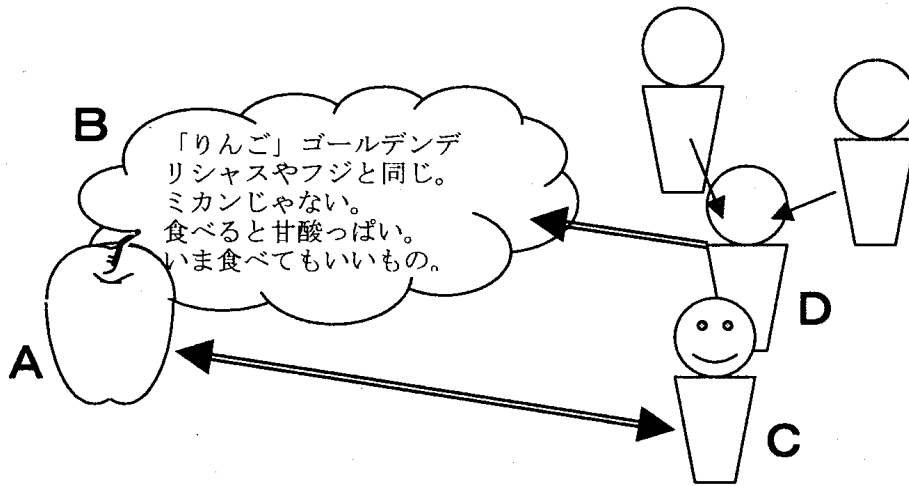 B
「りんご」ゴールデンデ
リシャスやフジと同じ。
ミカンじゃない。
食べると甘酸っぱい。
いま食べてもいいもの。
A
D
C